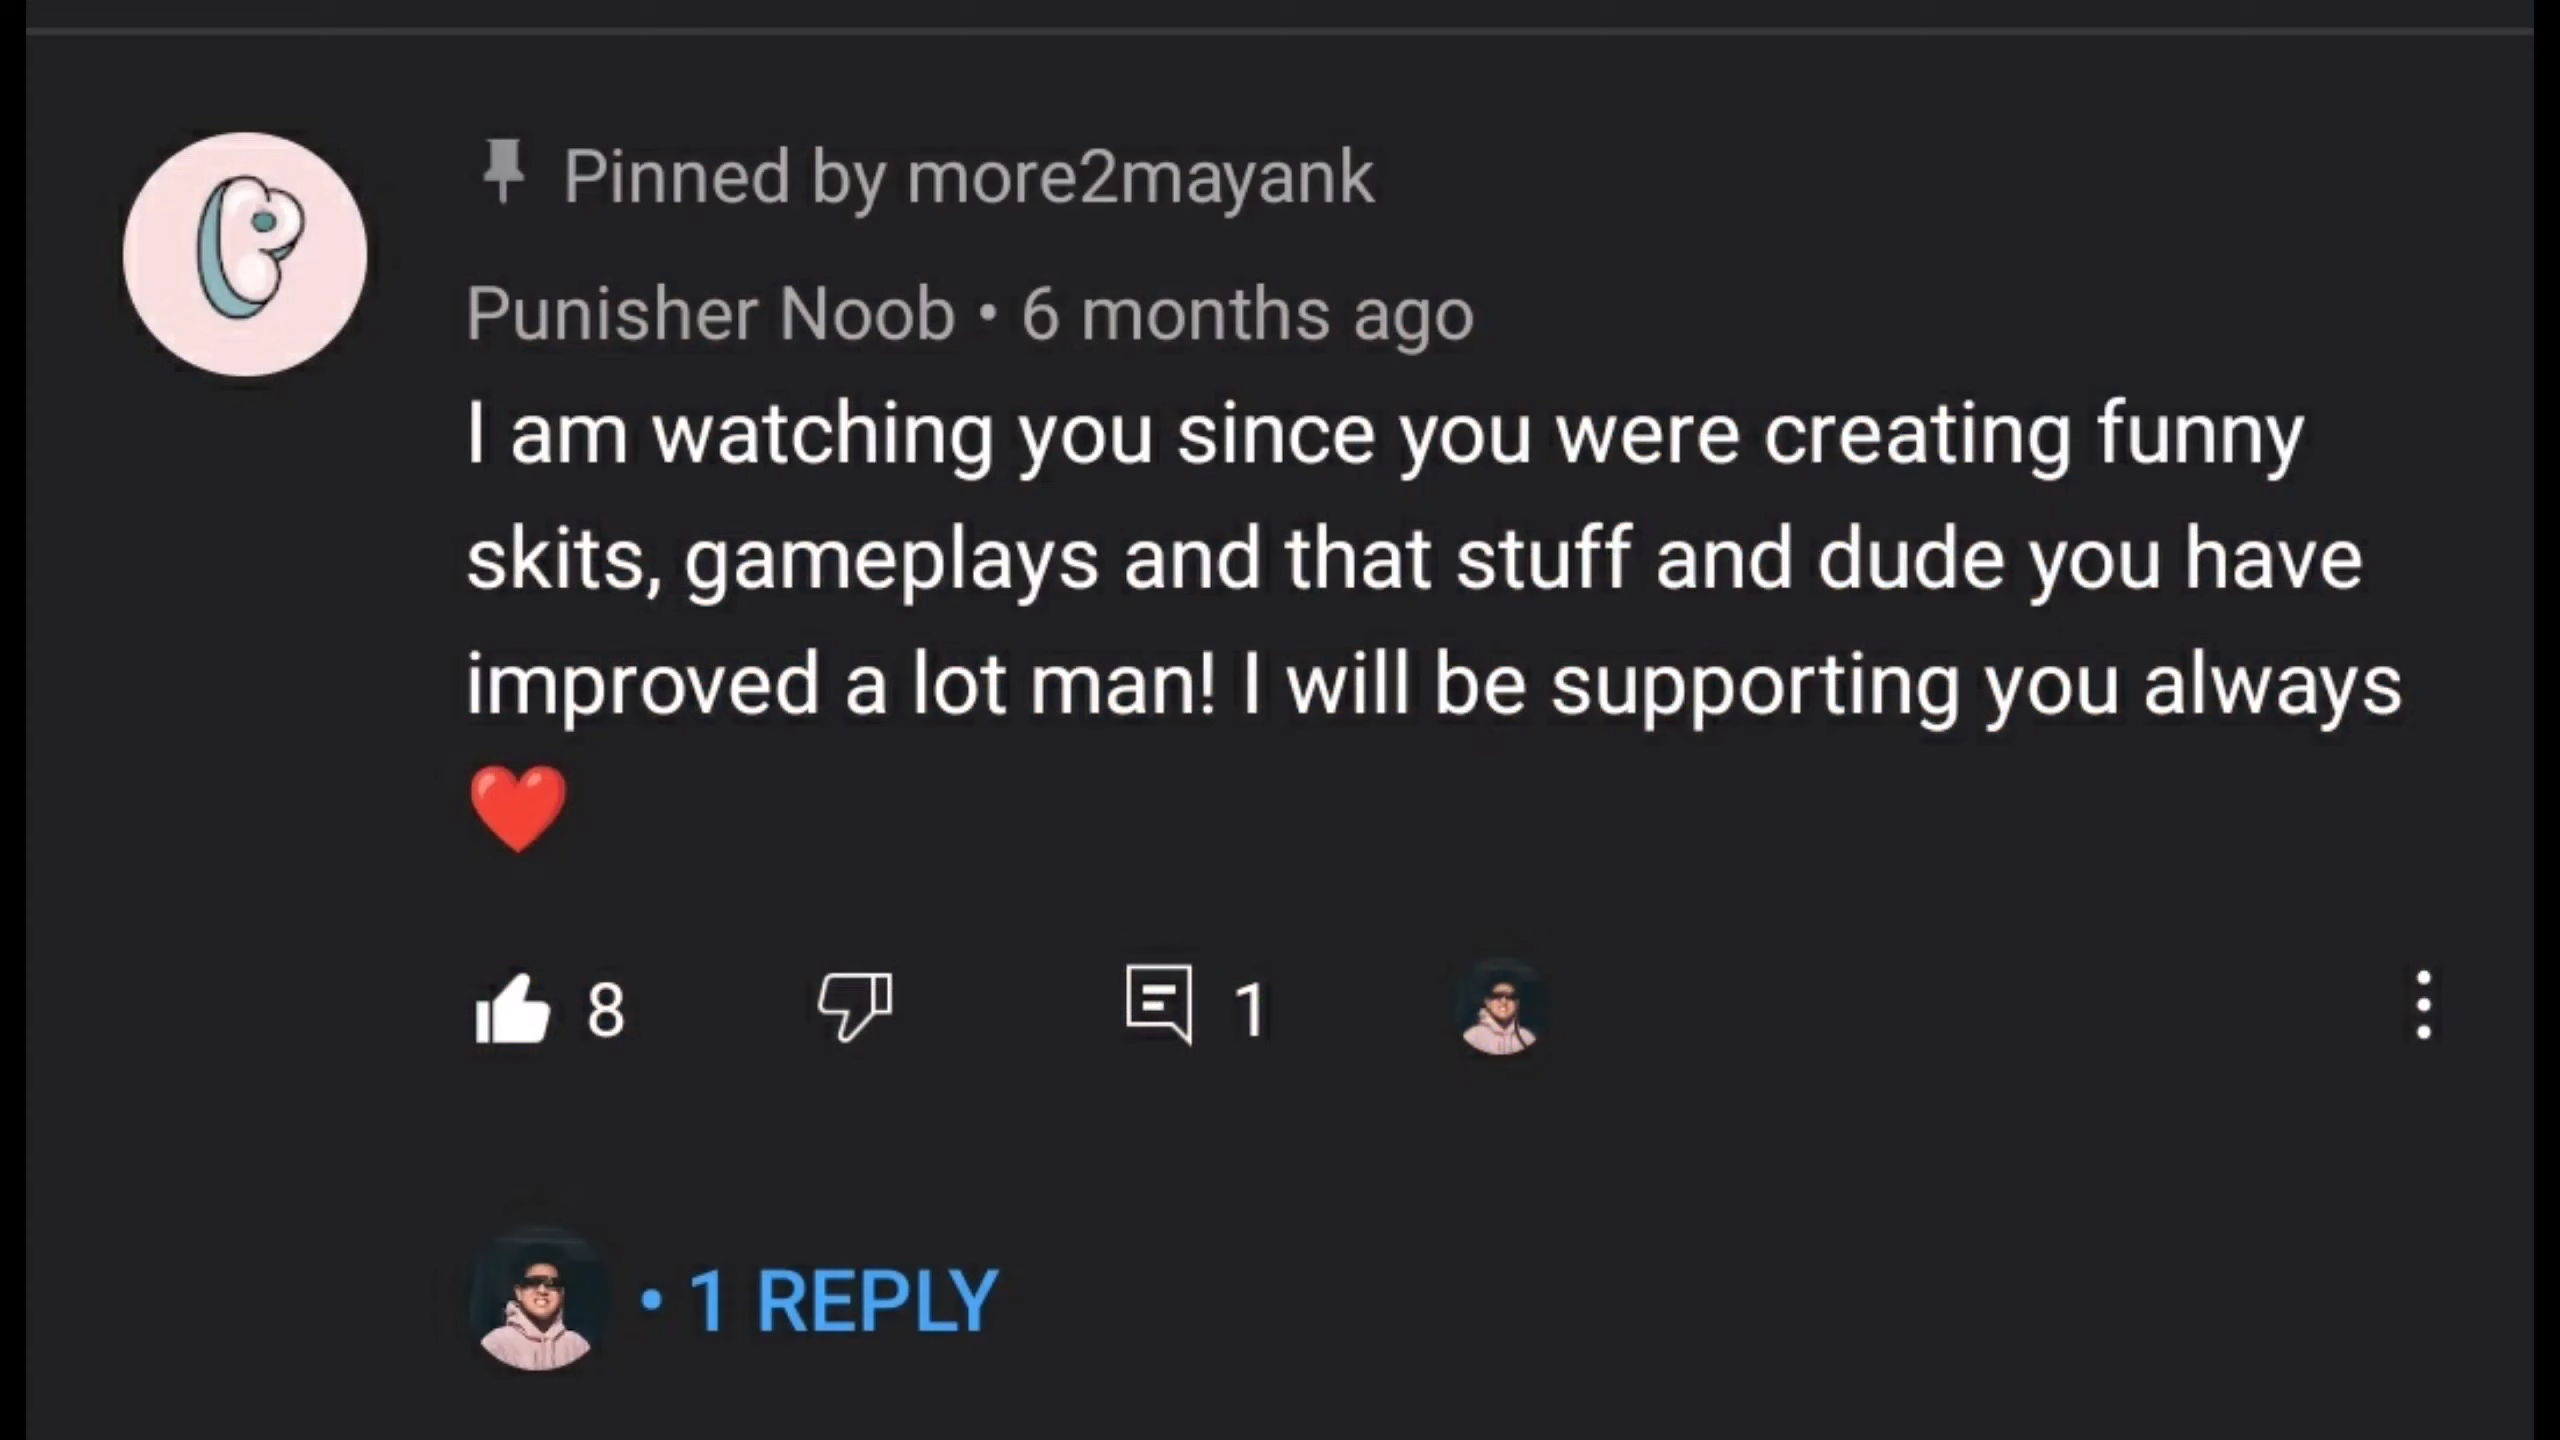 Pinned by more2mayank
Punisher Noob • 6 months ago
I am watching you since you were creating funny
skits, gameplays and that stuff and dude you have
improved a lot man! I will be supporting you always
❤️
8 1
• 1 REPLY